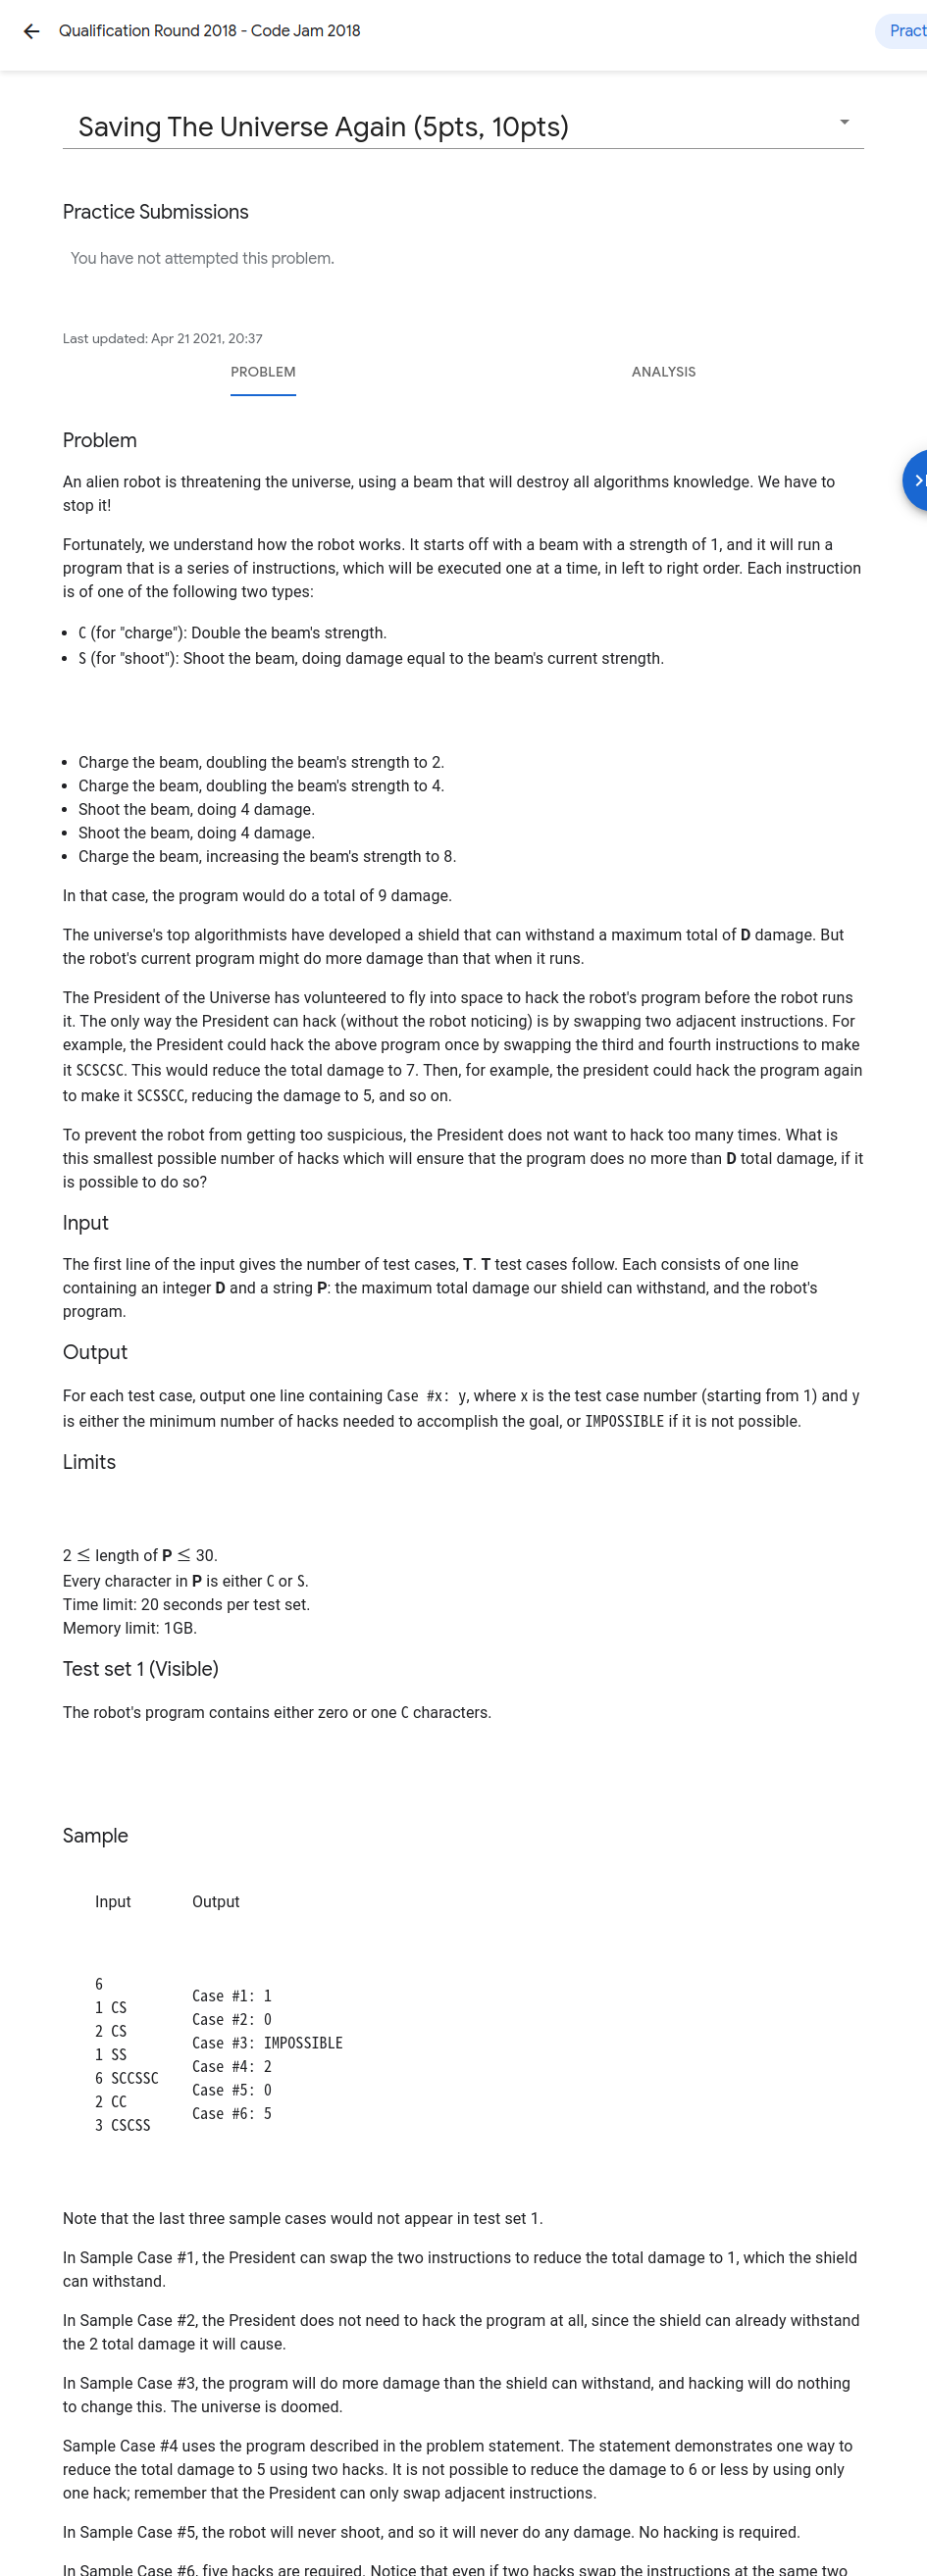 Qualification Round 2018 - Code Jam 2018
Pract
Saving The Universe Again (5pts, 10pts)
Practice Submissions
You have not attempted this problem.
Last updated: Apr 21 2021, 20:37
PROBLEM
ANALYSIS
Problem
An alien robot is threatening the universe, using a beam that will destroy all algorithms knowledge. We have to
stop it!
Fortunately, we understand how the robot works. It starts off with a beam with a strength of 1, and it will run a
program that is a series of instructions, which will be executed one at a time, in left to right order. Each instruction
is of one of the following two types:
• C (for "charge"): Double the beam's strength.
• S (for "shoot"): Shoot the beam, doing damage equal to the beam's current strength.
• Charge the beam, doubling the beam's strength to 2.
• Charge the beam, doubling the beam's strength to 4.
• Shoot the beam, doing 4 damage.
• Shoot the beam, doing 4 damage.
• Charge the beam, increasing the beam's strength to 8.
In that case, the program would do a total of 9 damage.
The universe's top algorithmists have developed a shield that can withstand a maximum total of D damage. But
the robot's current program might do more damage than that when it runs.
The President of the Universe has volunteered to fly into space to hack the robot's program before the robot runs
it. The only way the President can hack (without the robot noticing) is by swapping two adjacent instructions. For
example, the President could hack the above program once by swapping the third and fourth instructions to make
it SCSCSC. This would reduce the total damage to 7. Then, for example, the president could hack the program again
to make it SCSSCC, reducing the damage to 5, and so on.
To prevent the robot from getting too suspicious, the President does not want to hack too many times. What is
this smallest possible number of hacks which will ensure that the program does no more than D total damage, if it
is possible to do so?
Input
The first line of the input gives the number of test cases, T. T test cases follow. Each consists of one line
containing an integer D and a string P: the maximum total damage our shield can withstand, and the robot's
program.
Output
For each test case, output one line containing Case #x: y, where x is the test case number (starting from 1) and y
is either the minimum number of hacks needed to accomplish the goal, or IMPOSSIBLE if it is not possible.
Limits
2 ≤ length of P ≤ 30.
Every character in P is either C or S.
Time limit: 20 seconds per test set.
Memory limit: 1GB.
Test set 1 (Visible)
The robot's program contains either zero or one C characters.
Sample
Input
Output
6
1 CS
2 CS
1 SS
6 SCCSSC
2 CC
3 CSCSS
Case #1: 1
Case #2: 0
Case #3: IMPOSSIBLE
Case #4: 2
Case #5: 0
Case #6: 5
Note that the last three sample cases would not appear in test set 1.
In Sample Case #1, the President can swap the two instructions to reduce the total damage to 1, which the shield
can withstand.
In Sample Case #2, the President does not need to hack the program at all, since the shield can already withstand
the 2 total damage it will cause.
In Sample Case #3, the program will do more damage than the shield can withstand, and hacking will do nothing
to change this. The universe is doomed.
Sample Case #4 uses the program described in the problem statement. The statement demonstrates one way to
reduce the total damage to 5 using two hacks. It is not possible to reduce the damage to 6 or less by using only
one hack; remember that the President can only swap adjacent instructions.
In Sample Case #5, the robot will never shoot, and so it will never do any damage. No hacking is required.
In Sample Case #6, five hacks are required. Notice that even if two hacks swap the instructions at the same two